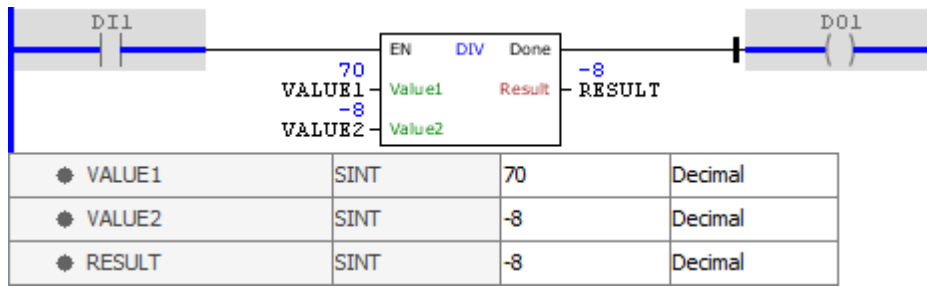 DI1 DO1
EN DIV Done
70 -8
VALUE1 Value1 Result RESULT
-8
VALUE2 Value2
VALUE1 SINT 70 Decimal
VALUE2 SINT -8 Decimal
RESULT SINT -8 Decimal